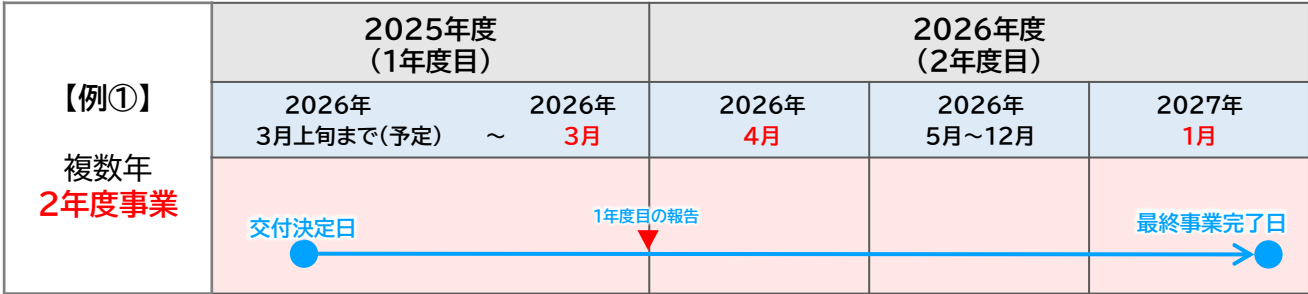 【例①】
複数年
2年度事業
2025年度
（1年度目）
2026年度
（2年度目）
2026年
3月上旬まで（予定）
～
2026年
3月
2026年
4月
2026年
5月～12月
2027年
1月
交付決定日
1年度目の報告
最終事業完了日